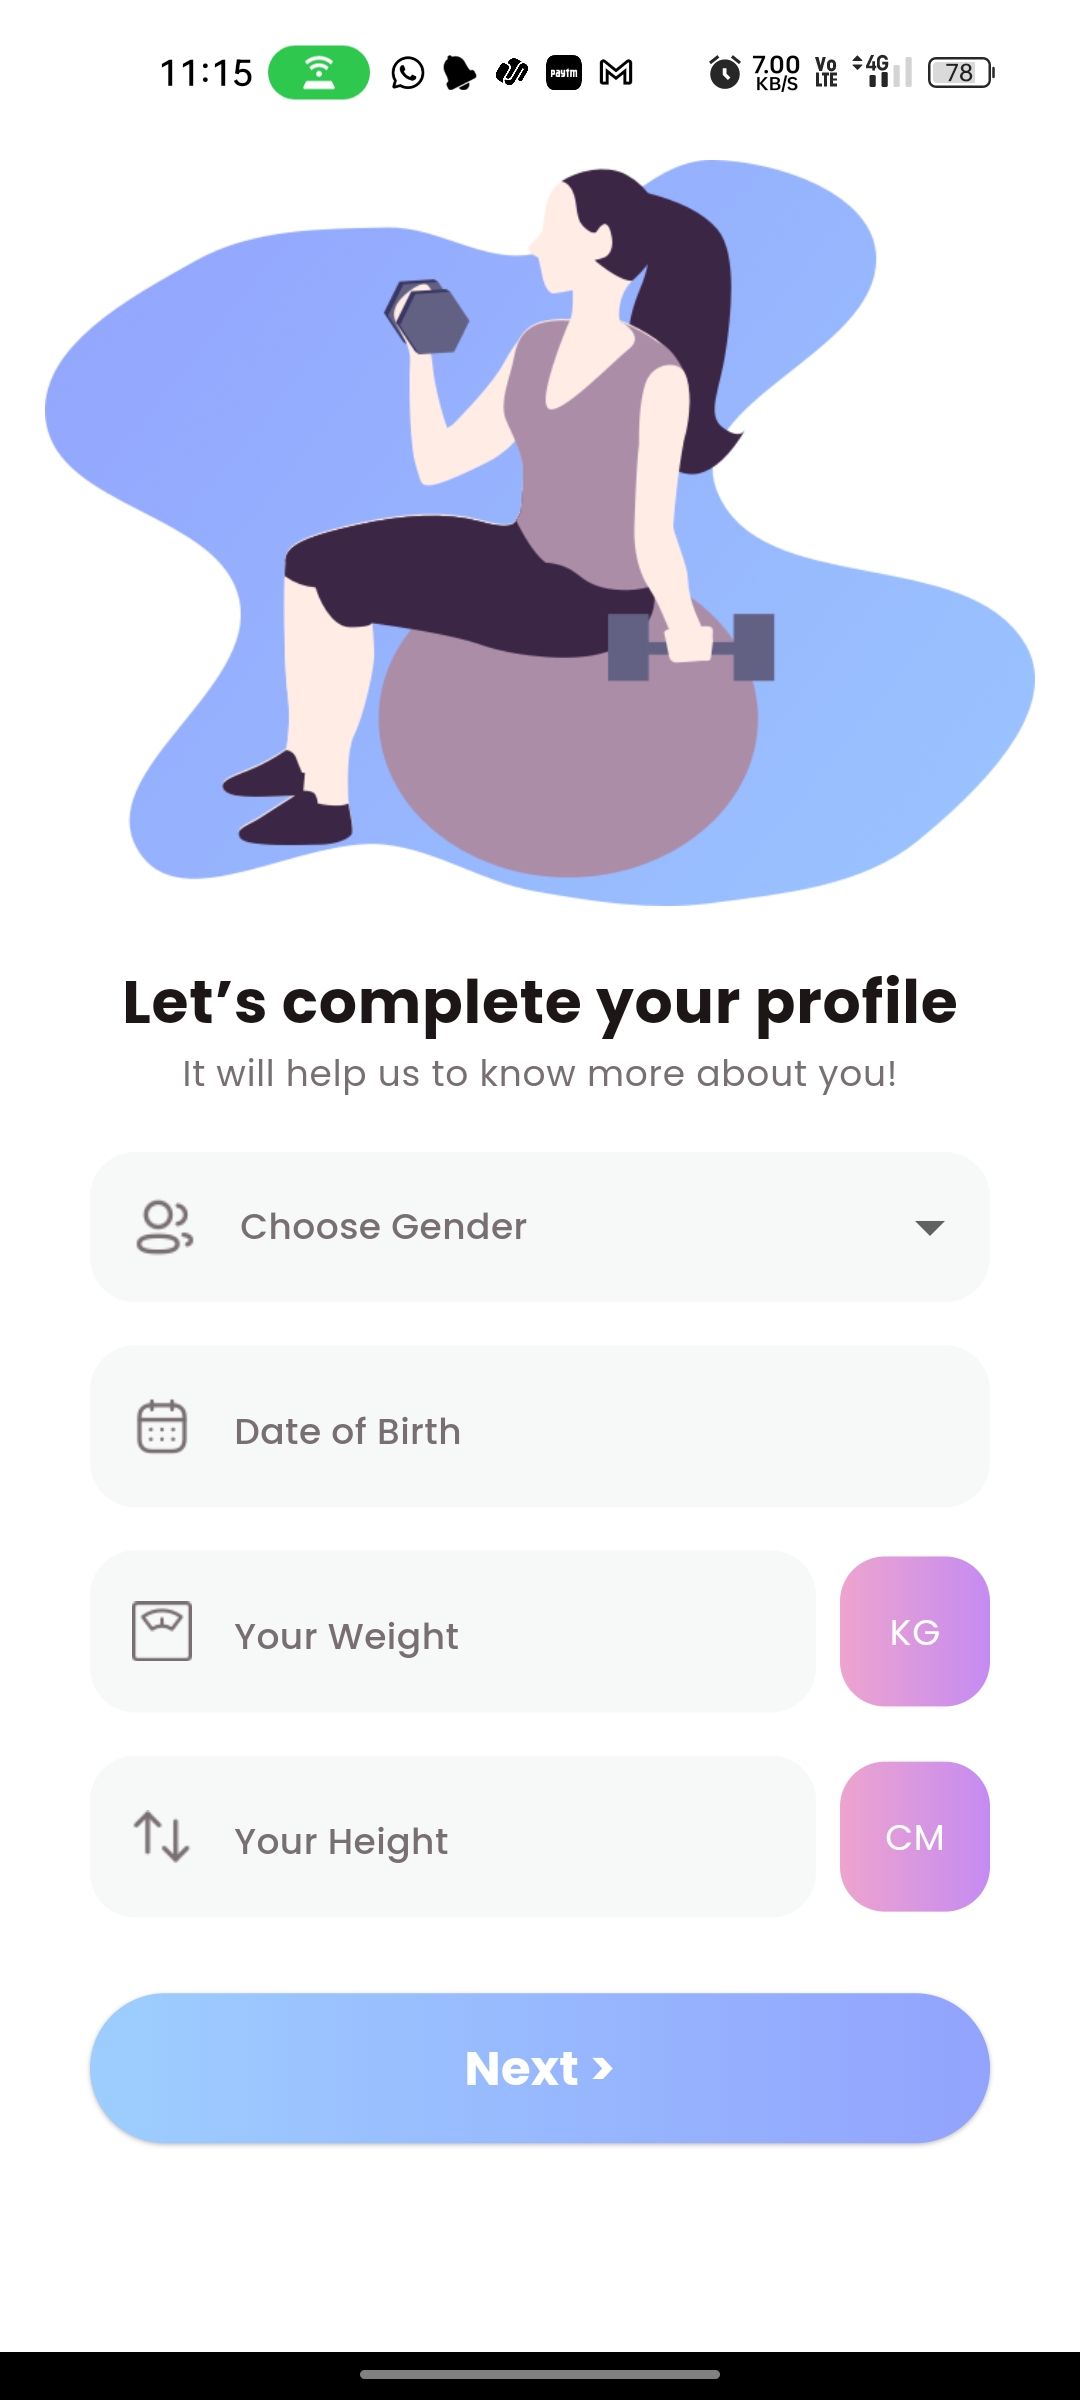 11:15 paytm 7.00 KB/S Vo LTE 4G 78
Let’s complete your profile
It will help us to know more about you!
Choose Gender
Date of Birth
Your Weight KG
Your Height CM
Next >